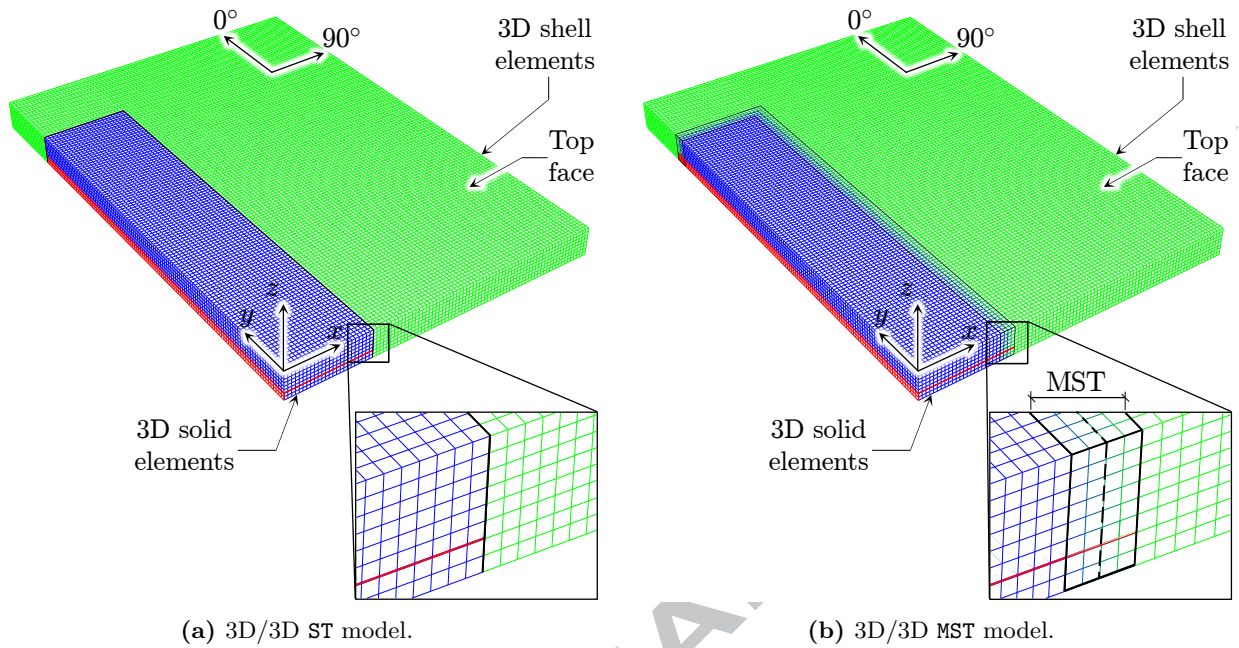 0°
90°
3D shell
elements
Top
face
z
y
x
3D solid
elements
(a) 3D/3D ST model.
0°
90°
3D shell
elements
Top
face
z
y
x
MST
3D solid
elements
(b) 3D/3D MST model.